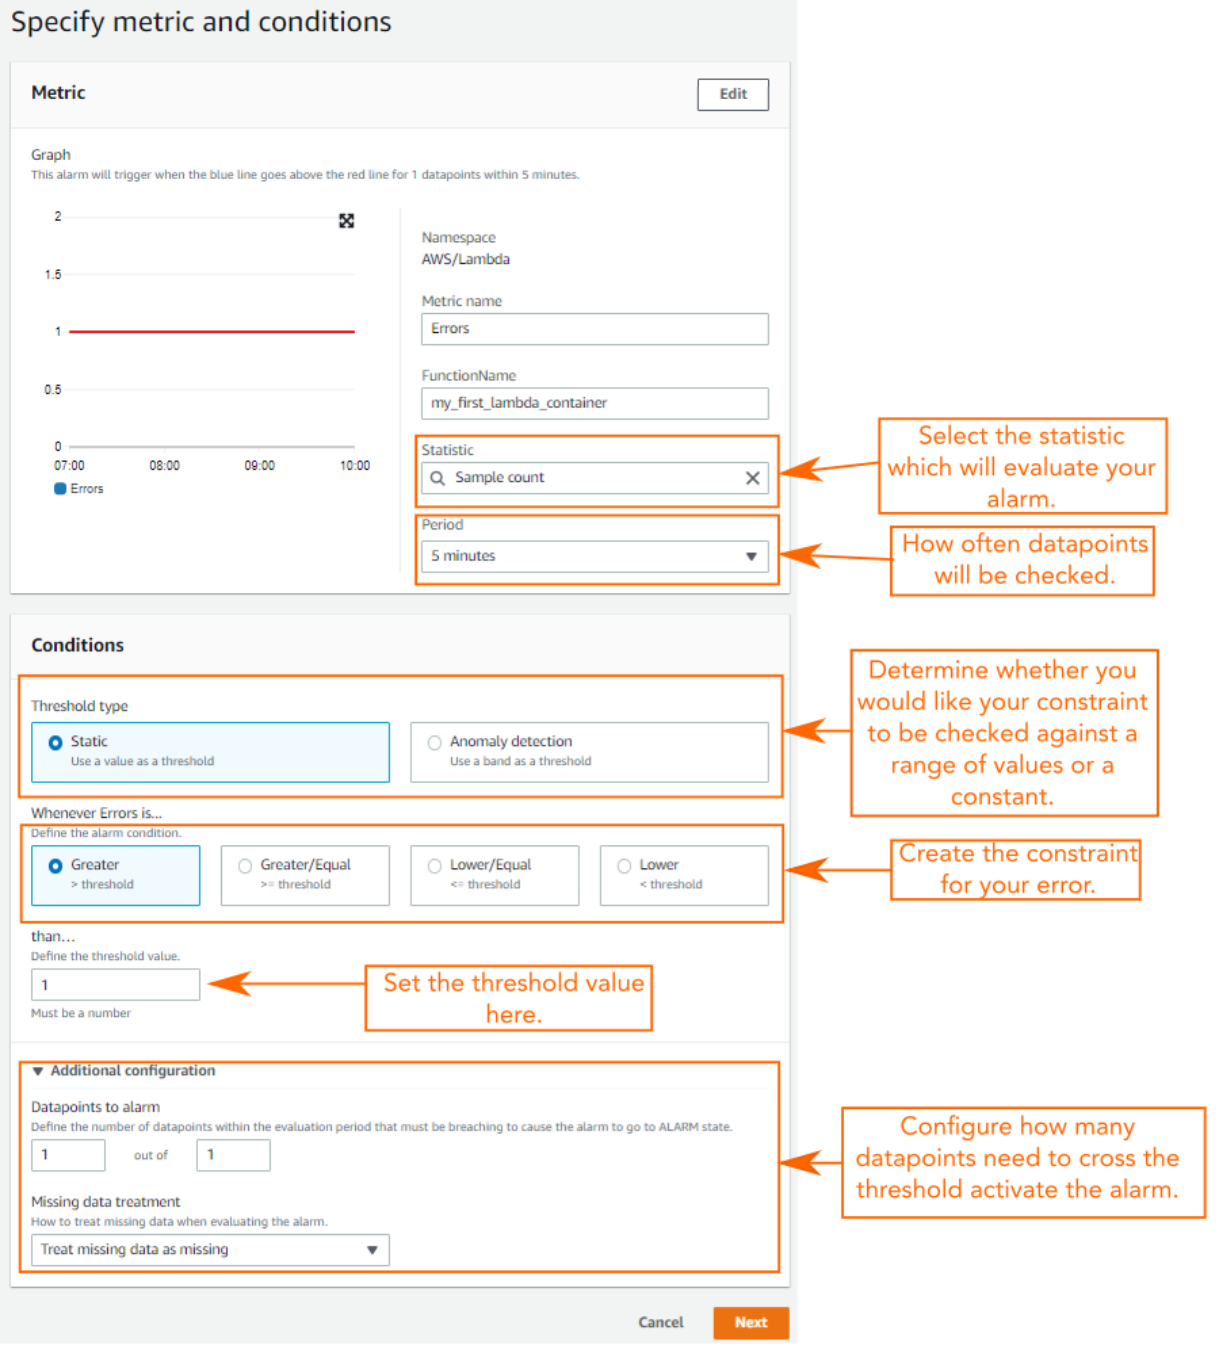 Specify metric and conditions
Metric
Edit
Graph
This alarm will trigger when the blue line goes above the red line for 1 datapoints within 5 minutes.
2
1.5
1
0.5
0
07:00 08:00 09:00 10:00
Errors
Namespace
AWS/Lambda
Metric name
Errors
FunctionName
my_first_lambda_container
Statistic
Sample count
Period
5 minutes
Select the statistic
which will evaluate your
alarm.
How often datapoints
will be checked.
Conditions
Threshold type
Static
Use a value as a threshold
Anomaly detection
Use a band as a threshold
Determine whether you
would like your constraint
to be checked against a
range of values or a
constant.
Whenever Errors is...
Define the alarm condition.
Greater
> threshold
Greater/Equal
>= threshold
Lower/Equal
<= threshold
Lower
< threshold
Create the constraint
for your error.
than...
Define the threshold value.
1
Must be a number
Set the threshold value
here.
Additional configuration
Datapoints to alarm
Define the number of datapoints within the evaluation period that must be breaching to cause the alarm to go to ALARM state.
1 out of 1
Missing data treatment
How to treat missing data when evaluating the alarm.
Treat missing data as missing
Configure how many
datapoints need to cross the
threshold activate the alarm.
Cancel
Next